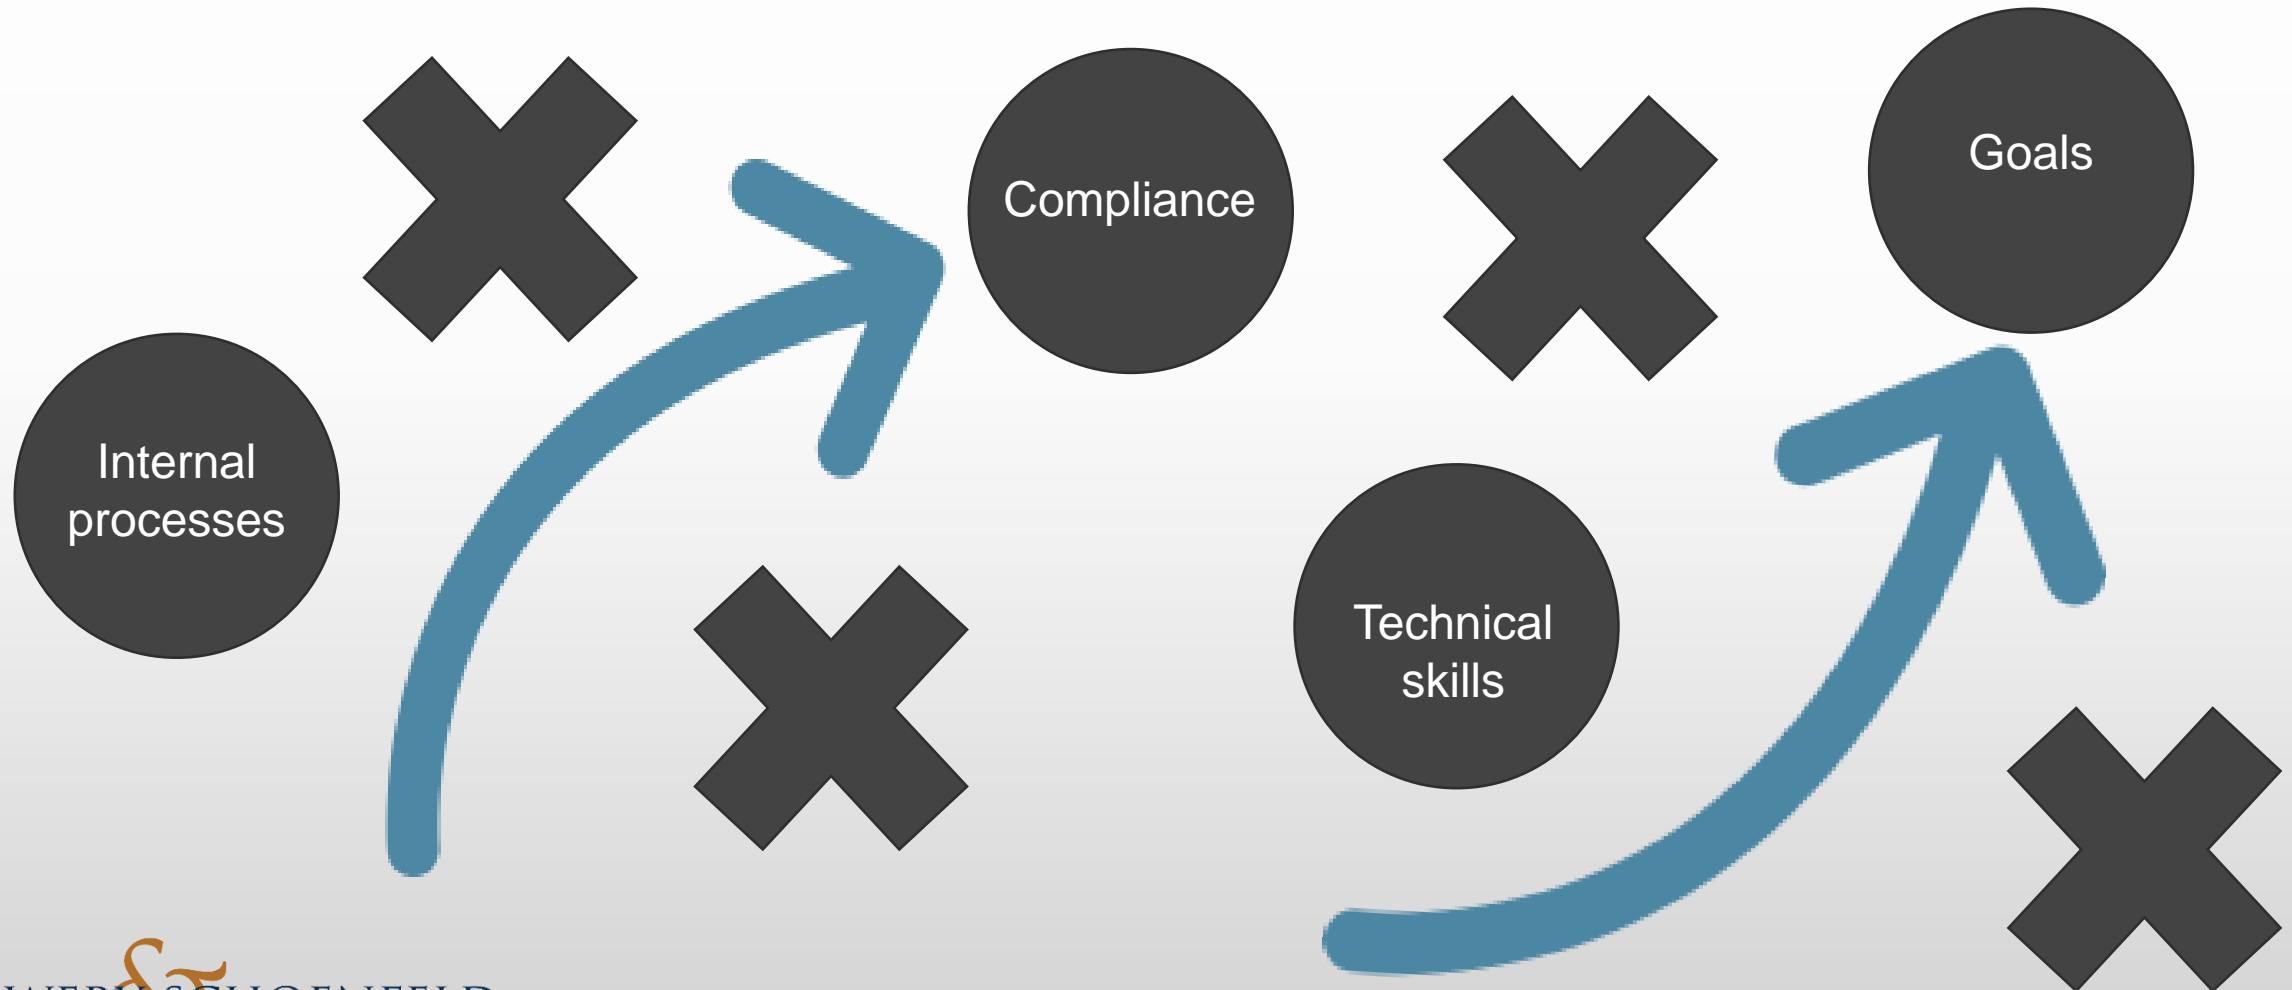 Compliance
Goals
Internal
processes
Technical
skills
&